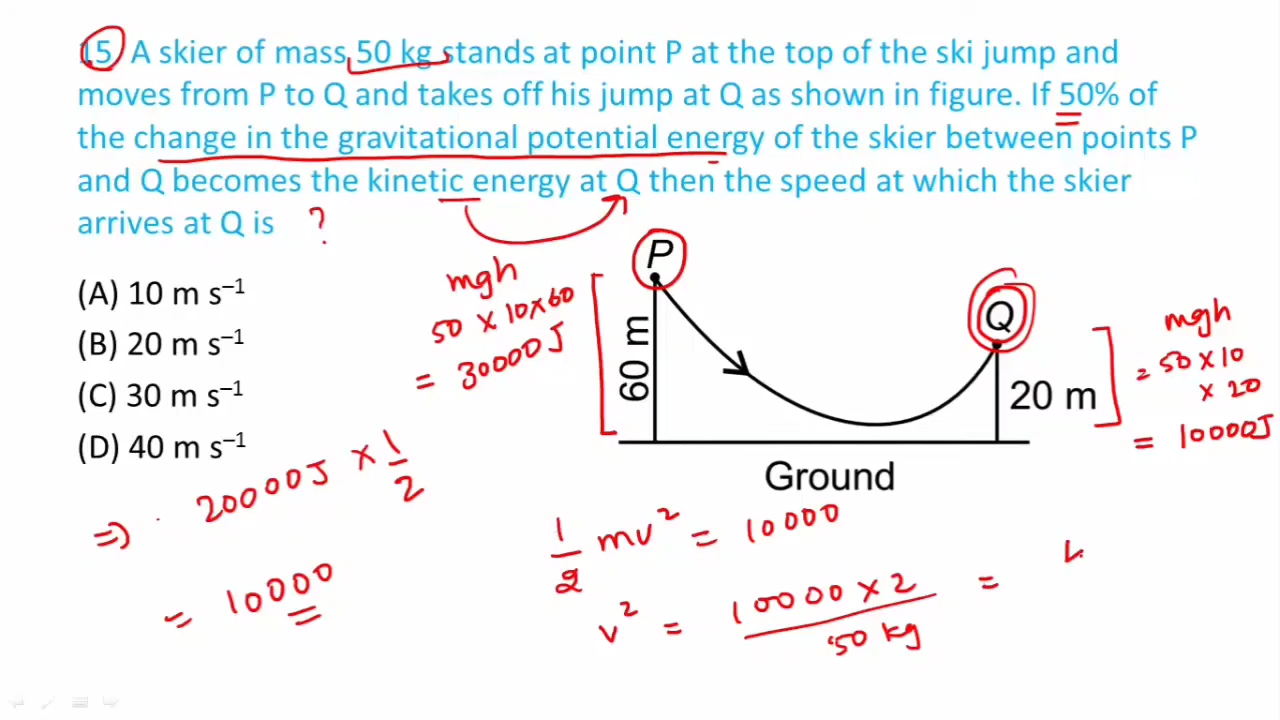 15. A skier of mass 50 kg stands at point P at the top of the ski jump and
moves from P to Q and takes off his jump at Q as shown in figure. If 50% of
the change in the gravitational potential energy of the skier between points P
and Q becomes the kinetic energy at Q then the speed at which the skier
arrives at Q is ?
(A) 10 m s⁻¹
(B) 20 m s⁻¹
(C) 30 m s⁻¹
(D) 40 m s⁻¹
mgh
50 × 10 × 60
= 30000 J
P
60 m
Q
20 m
Ground
mgh
= 50 × 10
× 20
= 10000 J
⇒ 20000 J × 1/2
= 10000
1/2 mv² = 10000
v² = 10000 × 2 / 50 kg =